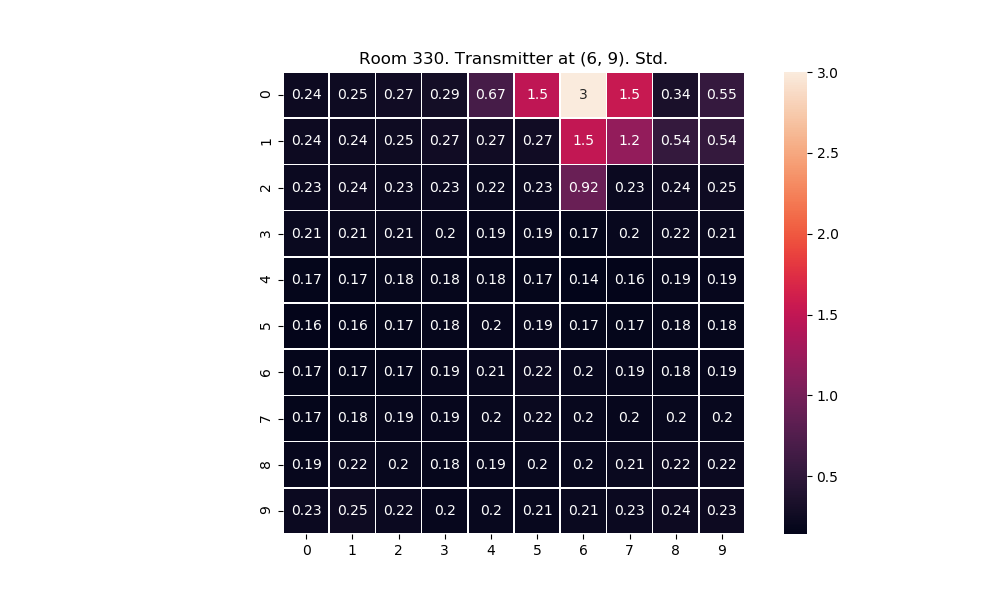 Room 330. Transmitter at (6, 9). Std.
0 0.24 0.25 0.27 0.29 0.67 1.5 3 1.5 0.34 0.55
1 0.24 0.24 0.25 0.27 0.27 0.27 1.5 1.2 0.54 0.54
2 0.23 0.24 0.23 0.23 0.22 0.23 0.92 0.23 0.24 0.25
3 0.21 0.21 0.21 0.2 0.19 0.19 0.17 0.2 0.22 0.21
4 0.17 0.17 0.18 0.18 0.18 0.17 0.14 0.16 0.19 0.19
5 0.16 0.16 0.17 0.18 0.2 0.19 0.17 0.17 0.18 0.18
6 0.17 0.17 0.17 0.19 0.21 0.22 0.2 0.19 0.18 0.19
7 0.17 0.18 0.19 0.19 0.2 0.22 0.2 0.2 0.2 0.2
8 0.19 0.22 0.2 0.18 0.19 0.2 0.2 0.21 0.22 0.22
9 0.23 0.25 0.22 0.2 0.2 0.21 0.21 0.23 0.24 0.23
0 1 2 3 4 5 6 7 8 9
3.0
2.5
2.0
1.5
1.0
0.5